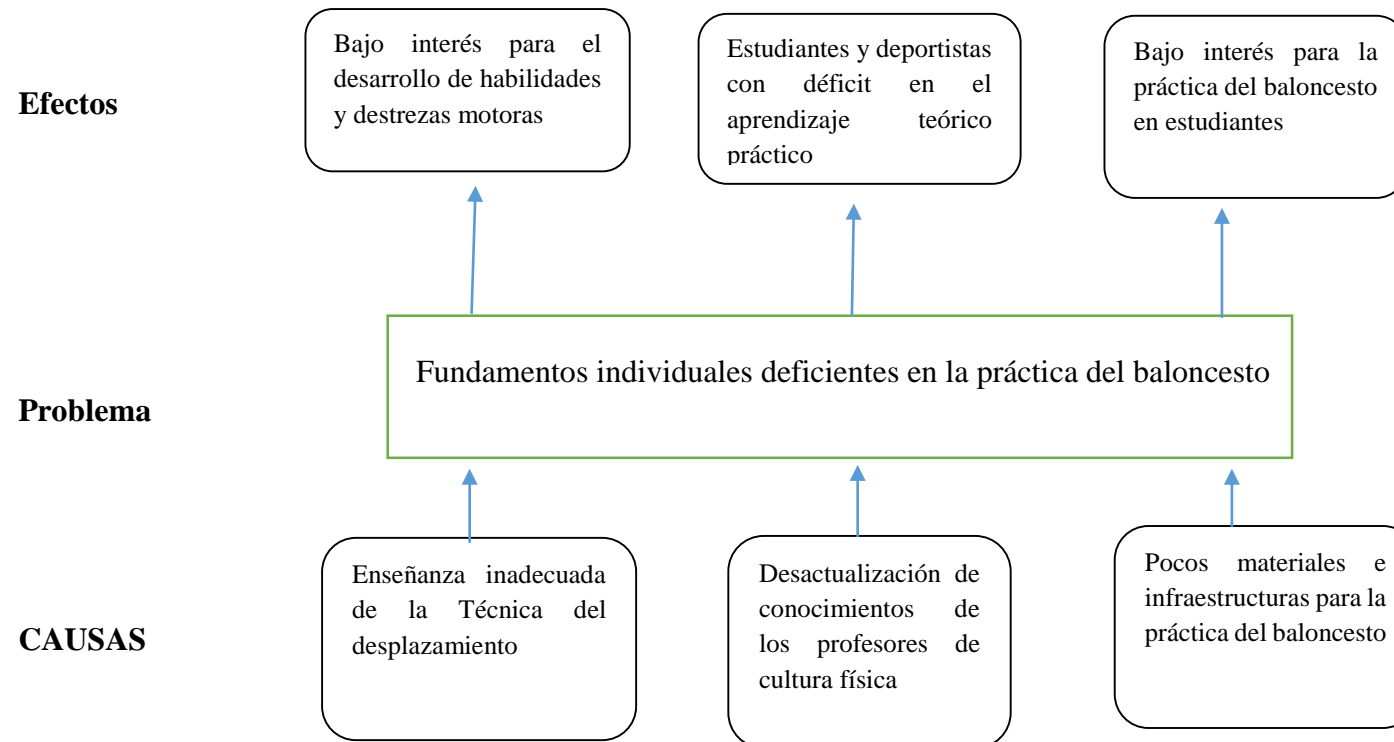 Efectos
Bajo interés para el
desarrollo de habilidades
y destrezas motoras
Estudiantes y deportistas
con déficit en el
aprendizaje teórico
práctico
Bajo interés para la
práctica del baloncesto
en estudiantes
Problema
Fundamentos individuales deficientes en la práctica del baloncesto
CAUSAS
Enseñanza inadecuada
de la Técnica del
desplazamiento
Desactualización de
conocimientos de
los profesores de
cultura física
Pocos materiales e
infraestructuras para la
práctica del baloncesto